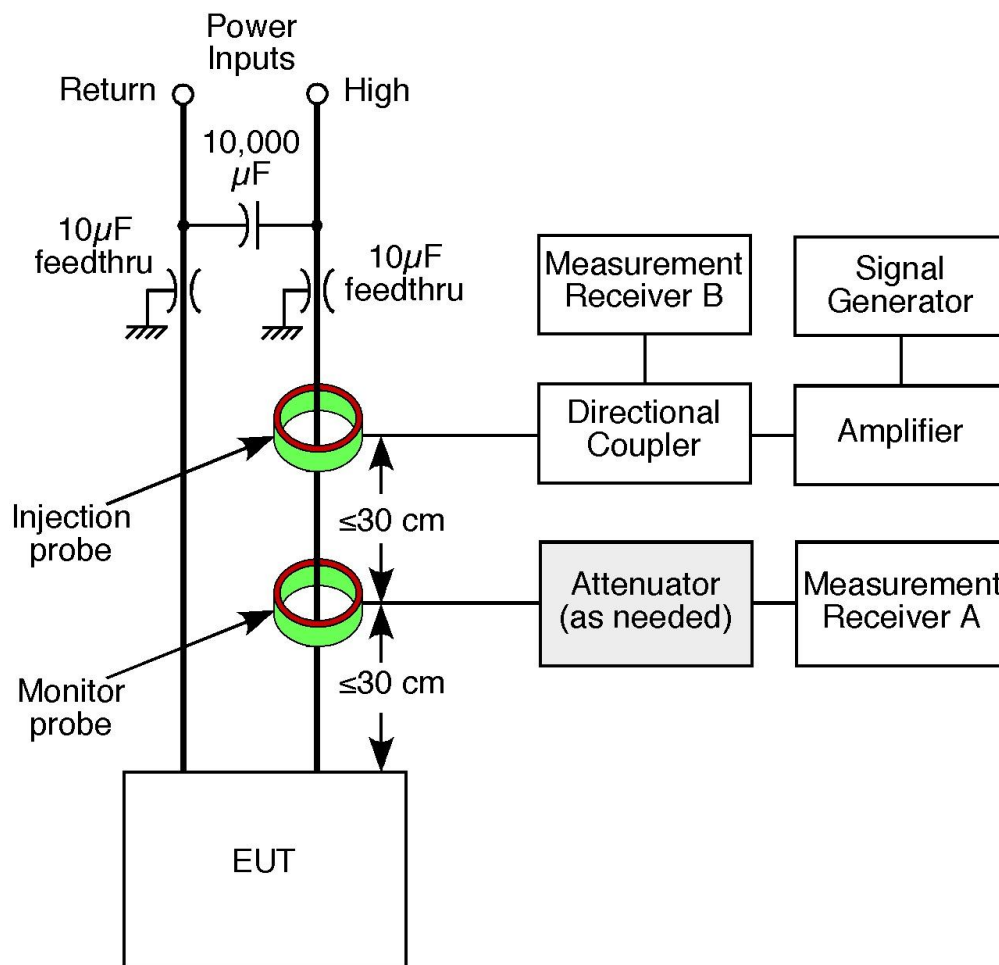 Power
Inputs
Return
High
10,000
µF
10µF
feedthru
10µF
feedthru
Measurement
Receiver B
Signal
Generator
Directional
Coupler
Amplifier
Injection
probe
≤30 cm
Attenuator
(as needed)
Measurement
Receiver A
Monitor
probe
≤30 cm
EUT